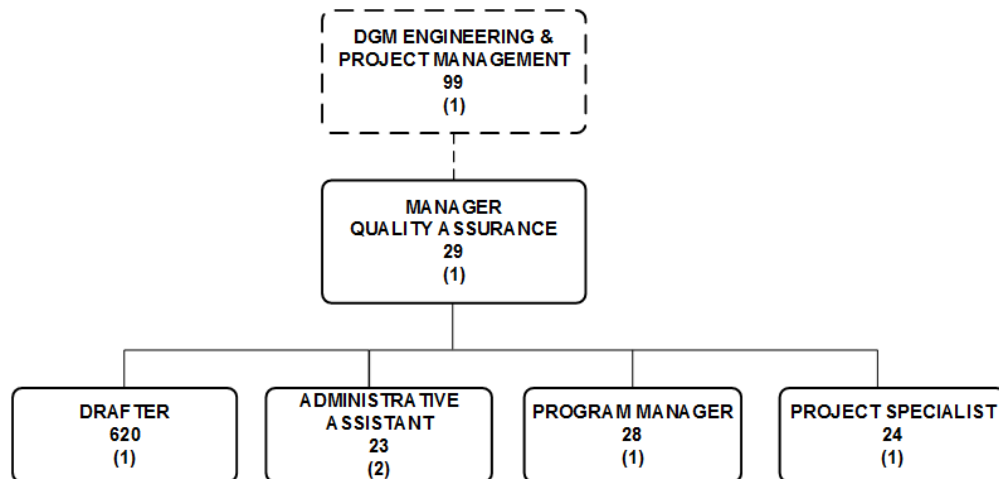 DGM ENGINEERING &
PROJECT MANAGEMENT
99
(1)
MANAGER
QUALITY ASSURANCE
29
(1)
DRAFTER
620
(1)
ADMINISTRATIVE
ASSISTANT
23
(2)
PROGRAM MANAGER
28
(1)
PROJECT SPECIALIST
24
(1)